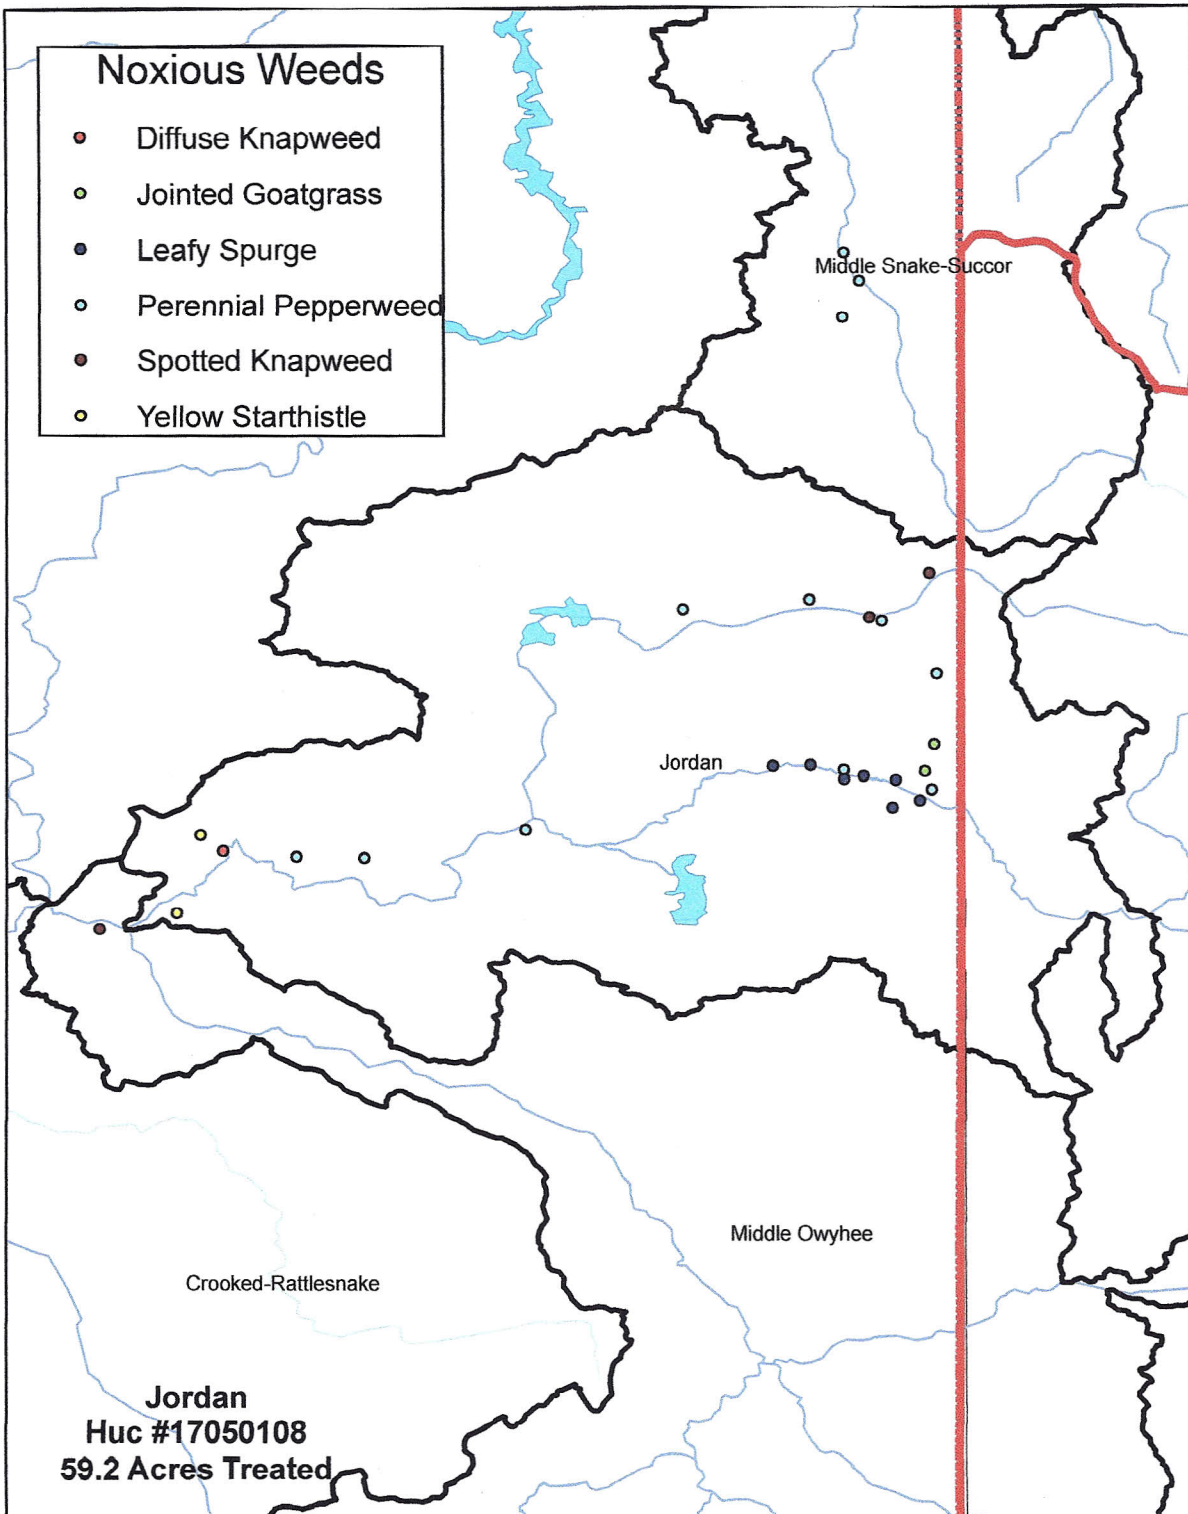 Noxious Weeds
Diffuse Knapweed
Jointed Goatgrass
Leafy Spurge
Perennial Pepperweed
Spotted Knapweed
Yellow Starthistle
Middle Snake-Succor
Jordan
Middle Owyhee
Crooked-Rattlesnake
Jordan
Huc #17050108
59.2 Acres Treated